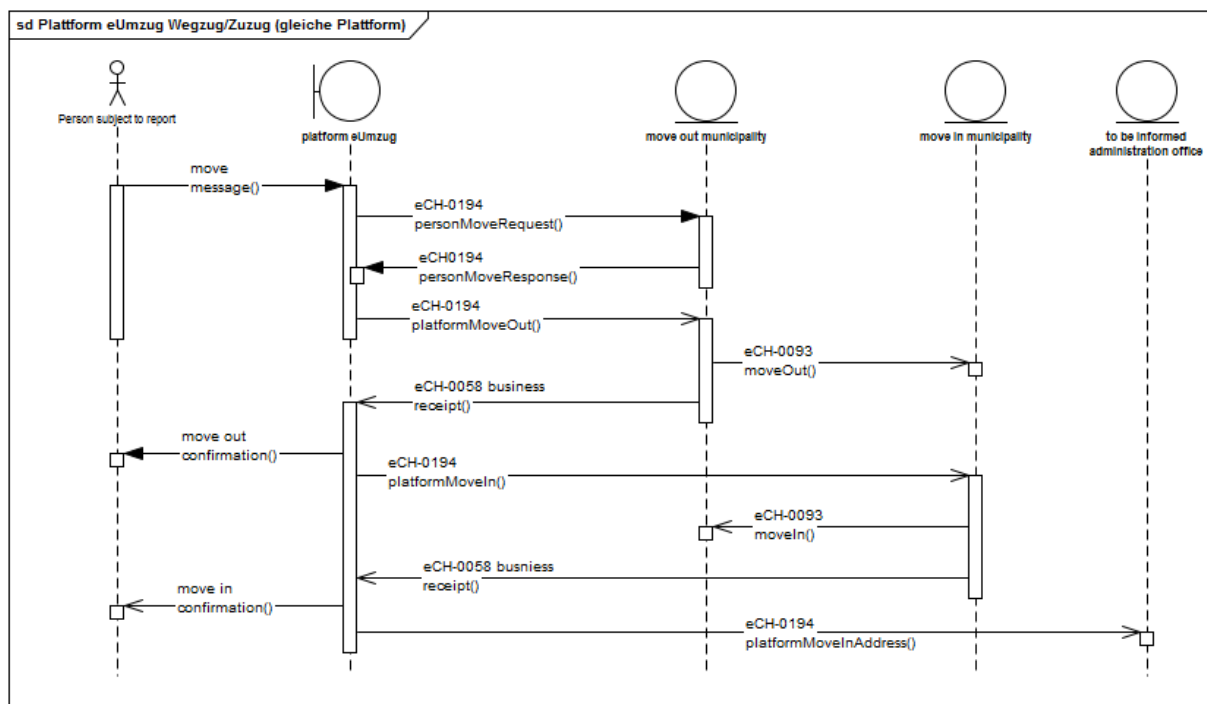 sd Plattform eUmzug Wegzug/Zuzug (gleiche Plattform)
Person subject to report
platform eUmzug
move out municipality
move in municipality
to be informed
administration office
move
message()
eCH-0194
personMoveRequest()
eCH0194
personMoveResponse()
eCH-0194
platformMoveOut()
eCH-0093
moveOut()
eCH-0058 business
receipt()
move out
confirmation()
eCH-0194
platformMoveIn()
eCH-0093
moveIn()
eCH-0058 busniess
receipt()
move in
confirmation()
eCH-0194
platformMoveInAddress()